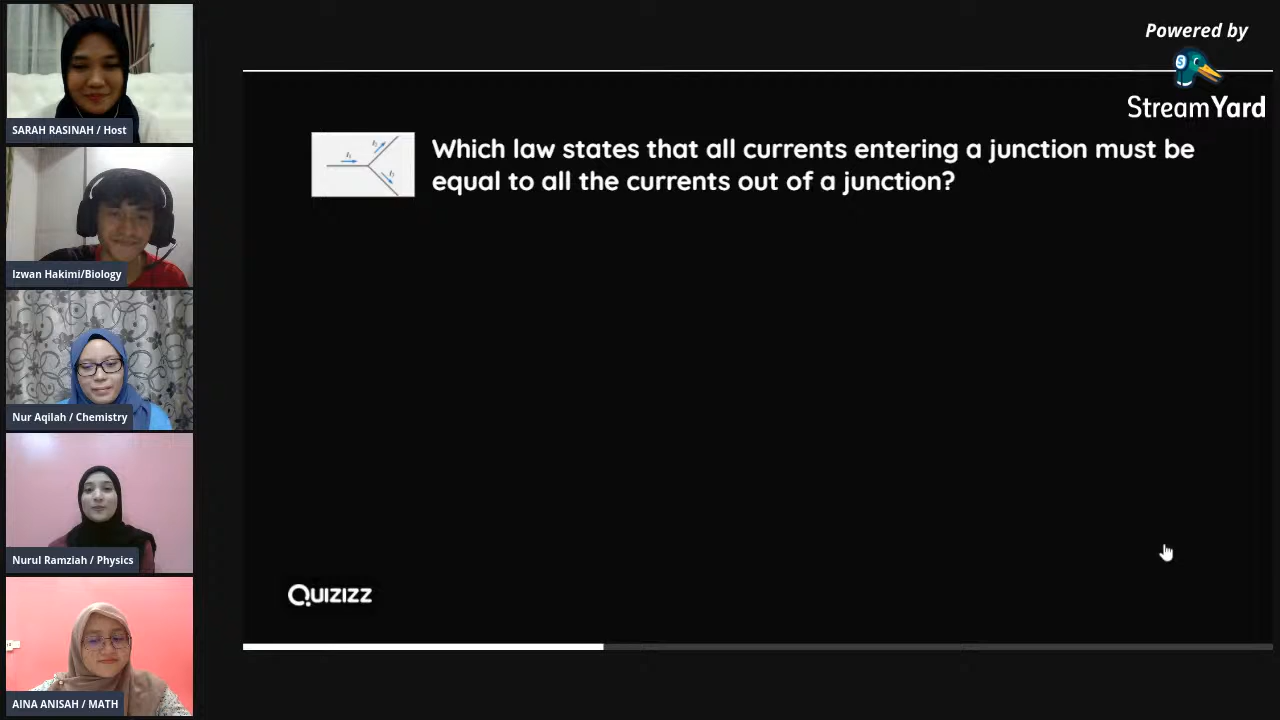 Powered by
StreamYard
SARAH RASINAH / Host
Izwan Hakimi/Biology
Nur Aqilah / Chemistry
Nurul Ramziah / Physics
AINA ANISAH / MATH
Which law states that all currents entering a junction must be
equal to all the currents out of a junction?
QUIZIZZ